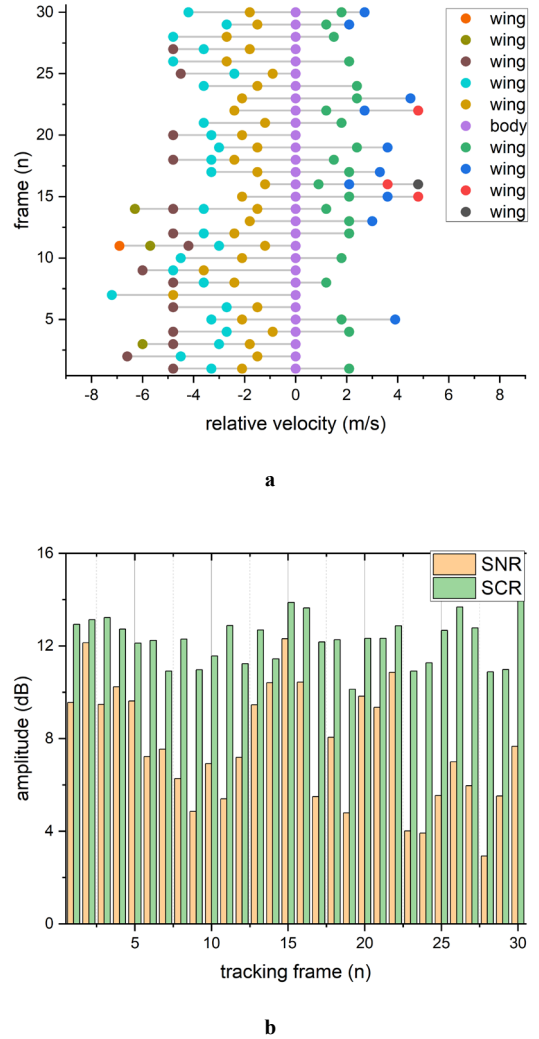 30
25
20
15
10
5
frame (n)
-8 -6 -4 -2 0 2 4 6 8
relative velocity (m/s)
wing
wing
wing
wing
wing
body
wing
wing
wing
wing
a
16
12
8
4
0
amplitude (dB)
SNR
SCR
5 10 15 20 25 30
tracking frame (n)
b